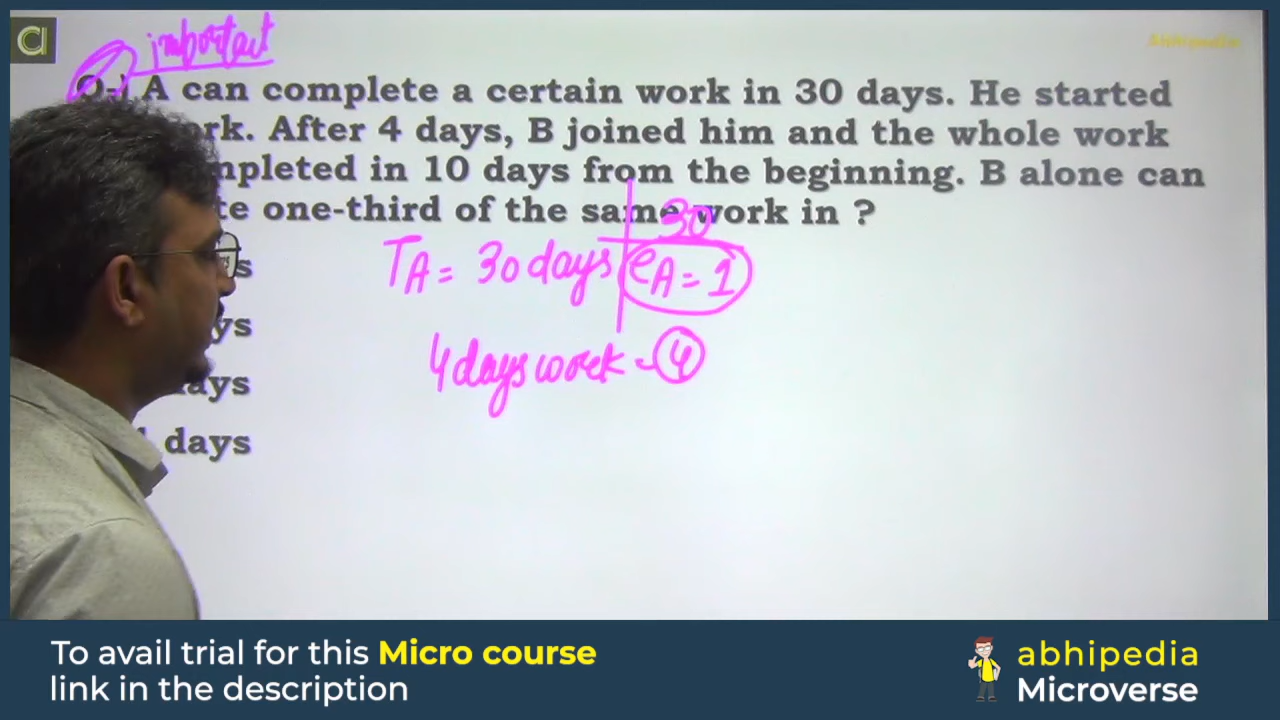 important
Abhipedia
Q-) A can complete a certain work in 30 days. He started
rk. After 4 days, B joined him and the whole work
mpleted in 10 days from the beginning. B alone can
te one-third of the same work in ?
30
TA = 30 days eA = 1
s
4 days work = 4
ys
days
days
To avail trial for this Micro course
link in the description
abhipedia
Microverse